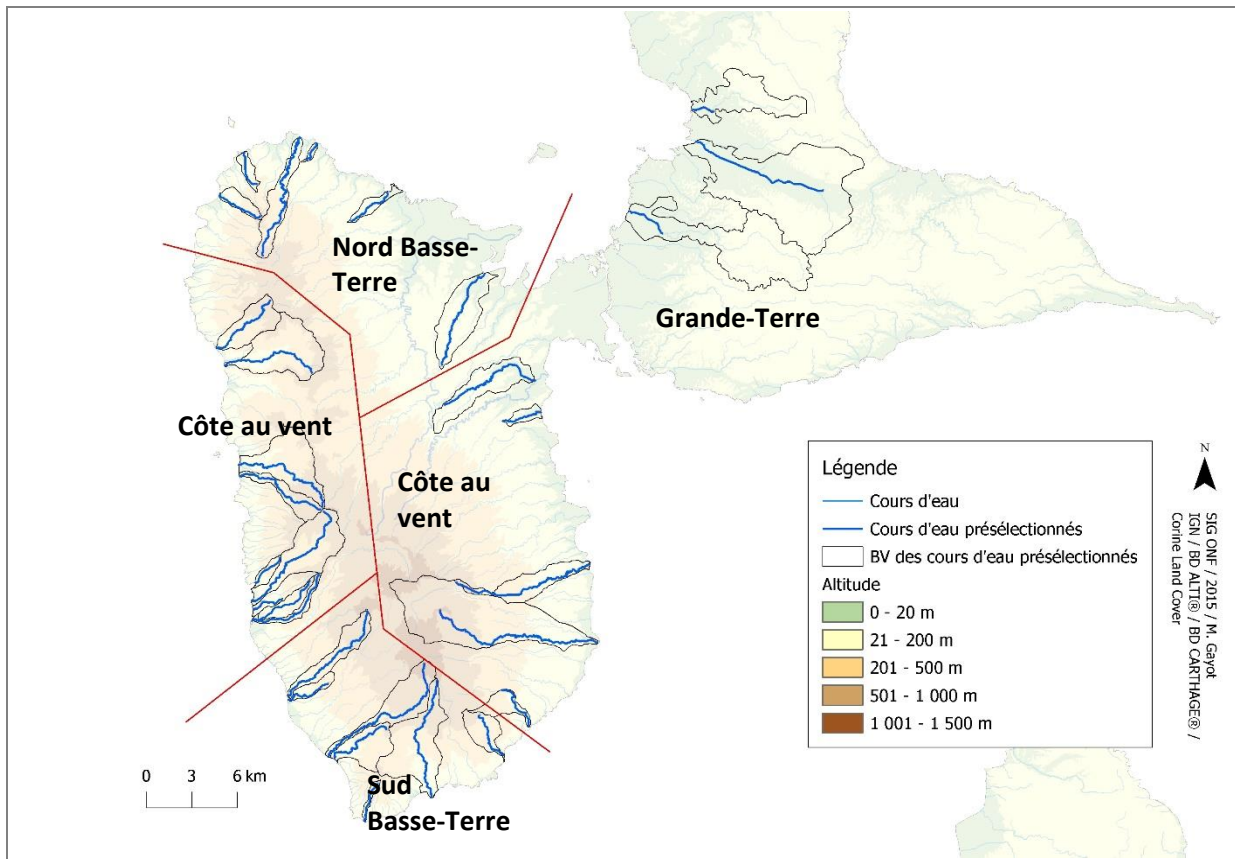 Nord Basse-
Terre
Grande-Terre
Côte au vent
Côte au
vent
Sud
Basse-Terre
0 3 6 km
Légende
Cours d'eau
Cours d'eau présélectionnés
BV des cours d'eau présélectionnés
Altitude
0 - 20 m
21 - 200 m
201 - 500 m
501 - 1 000 m
1 001 - 1 500 m
N
SIG ONF / 2015 / M. Gayot
IGN / BD ALTI® / BD CARTHAGE® /
Corine Land Cover